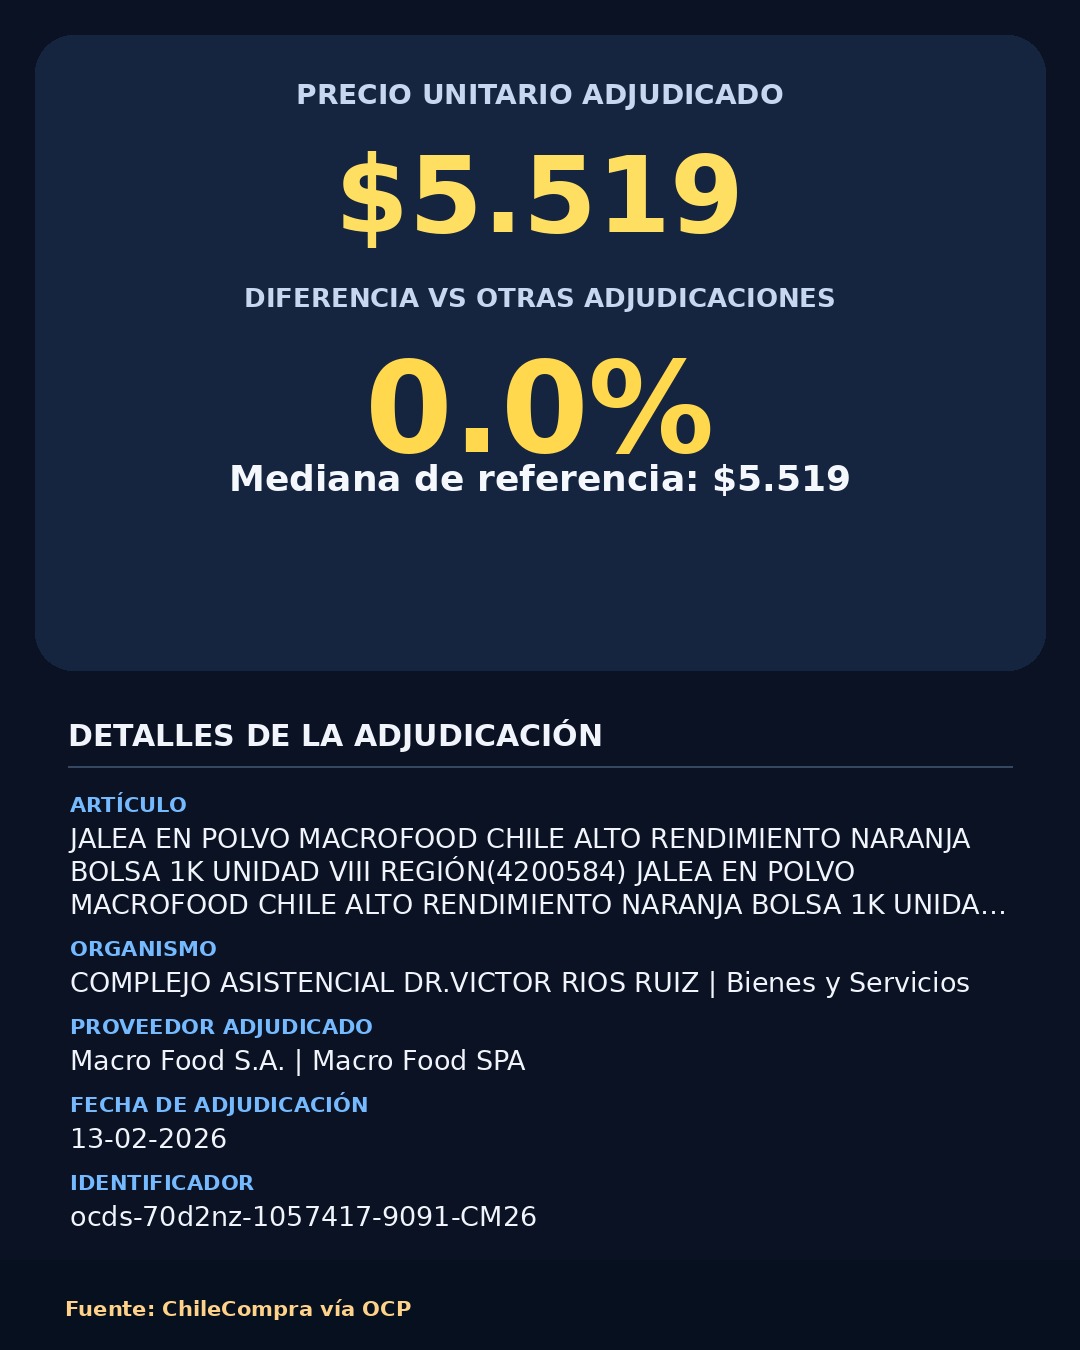 PRECIO UNITARIO ADJUDICADO
$5.519
DIFERENCIA VS OTRAS ADJUDICACIONES
0.0%
Mediana de referencia: $5.519
DETALLES DE LA ADJUDICACIÓN
ARTÍCULO
JALEA EN POLVO MACROFOOD CHILE ALTO RENDIMIENTO NARANJA
BOLSA 1K UNIDAD VIII REGIÓN(4200584) JALEA EN POLVO
MACROFOOD CHILE ALTO RENDIMIENTO NARANJA BOLSA 1K UNIDA…
ORGANISMO
COMPLEJO ASISTENCIAL DR.VICTOR RIOS RUIZ | Bienes y Servicios
PROVEEDOR ADJUDICADO
Macro Food S.A. | Macro Food SPA
FECHA DE ADJUDICACIÓN
13-02-2026
IDENTIFICADOR
ocds-70d2nz-1057417-9091-CM26
Fuente: ChileCompra vía OCP